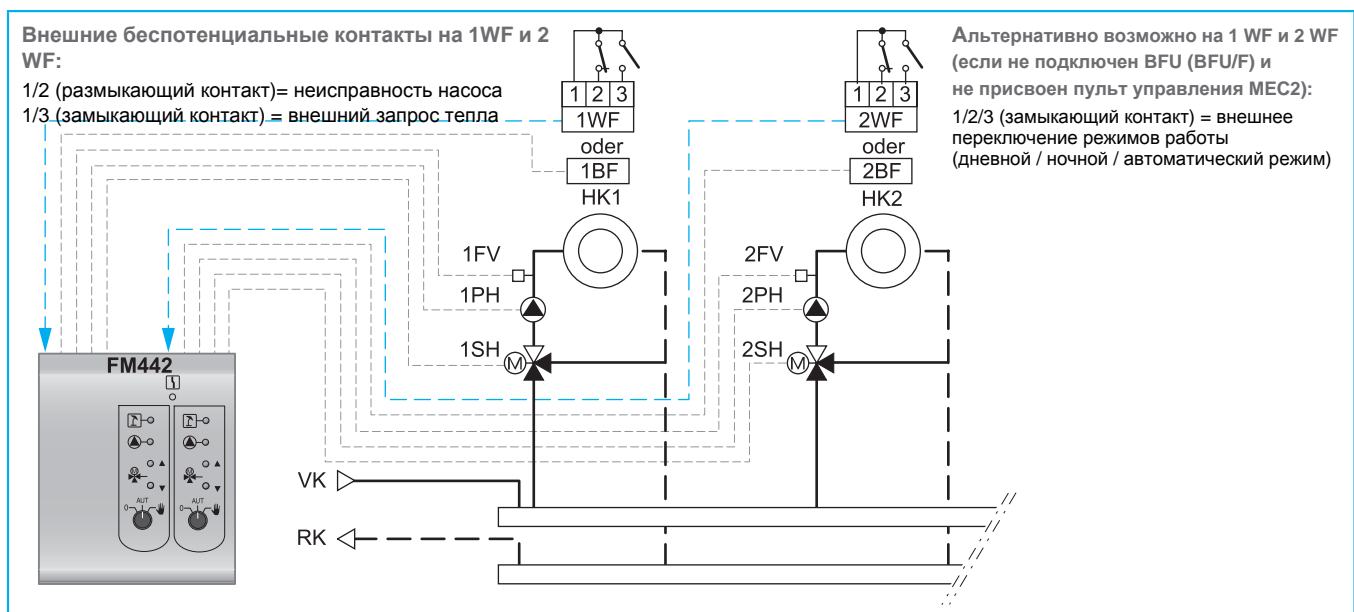 Внешние беспотенциальные контакты на 1WF и 2
WF:
1/2 (размыкающий контакт)= неисправность насоса
1/3 (замыкающий контакт) = внешний запрос тепла
1 2 3
1WF
oder
1BF
HK1
1 2 3
2WF
oder
2BF
HK2
Альтернативно возможно на 1 WF и 2 WF
(если не подключен BFU (BFU/F) и
не присвоен пульт управления MEC2):
1/2/3 (замыкающий контакт) = внешнее
переключение режимов работы
(дневной / ночной / автоматический режим)
1FV
1PH
1SH
M
2FV
2PH
2SH
M
FM442
AUT
0
AUT
0
VK
RK